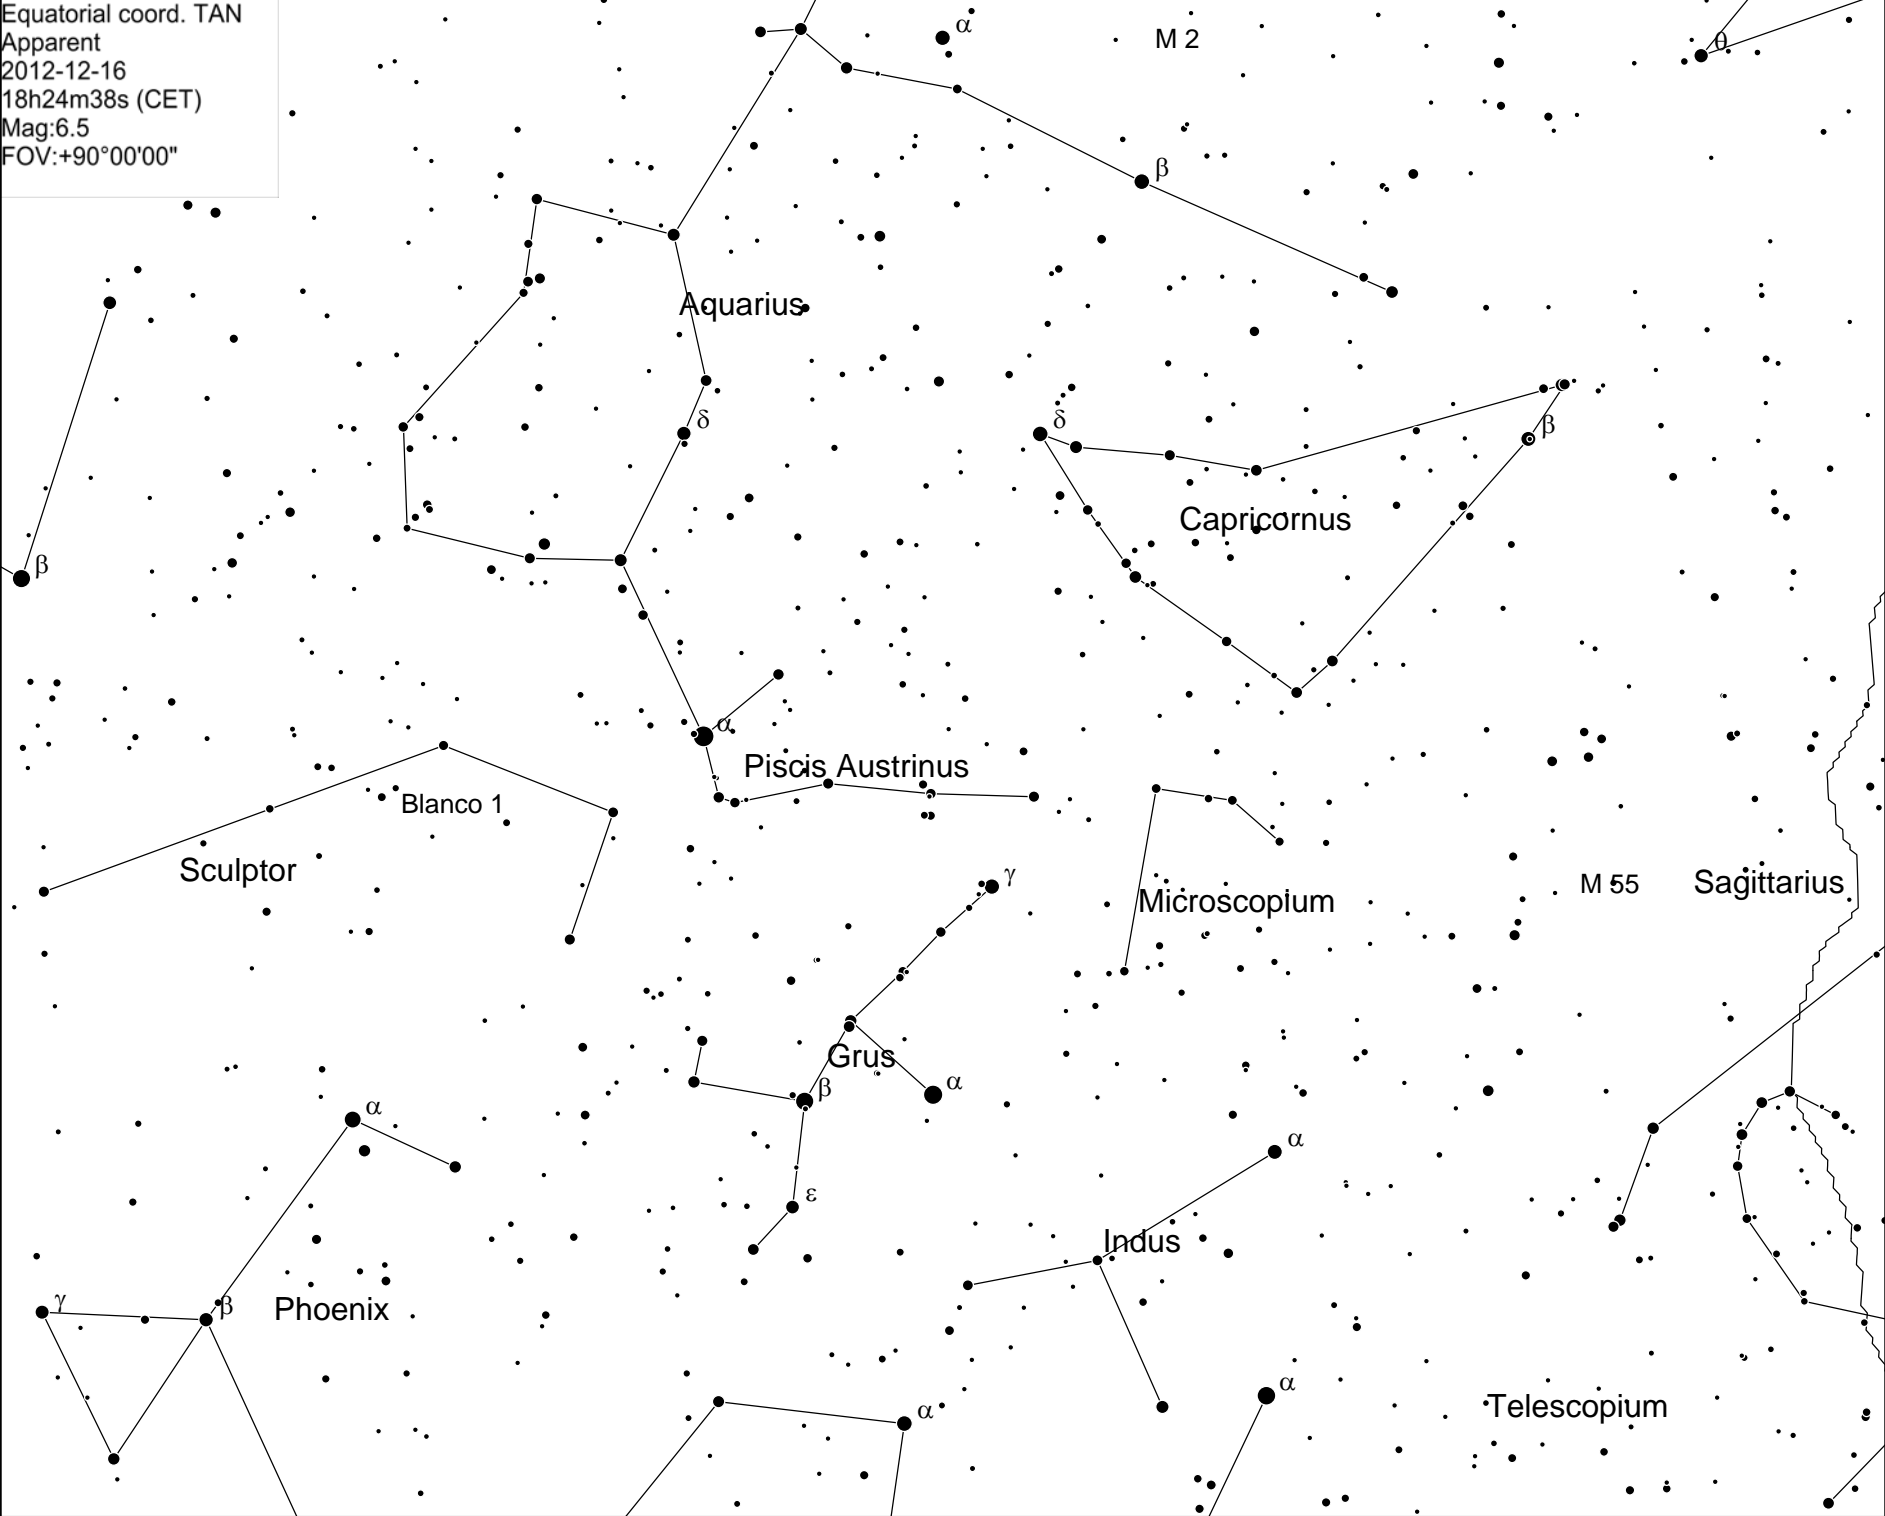 Equatorial coord. TAN
Apparent
2012-12-16
18h24m38s (CET)
Mag:6.5
FOV:+90°00'00"
α
M 2
θ
β
Aquarius
δ
δ
β
Capricornus
β
α
Piscis Austrinus
Blanco 1
Sculptor
γ
Microscopium
M 55
Sagittarius
Grus
β
α
α
α
ε
Indus
γ
β
Phoenix
α
α
Telescopium